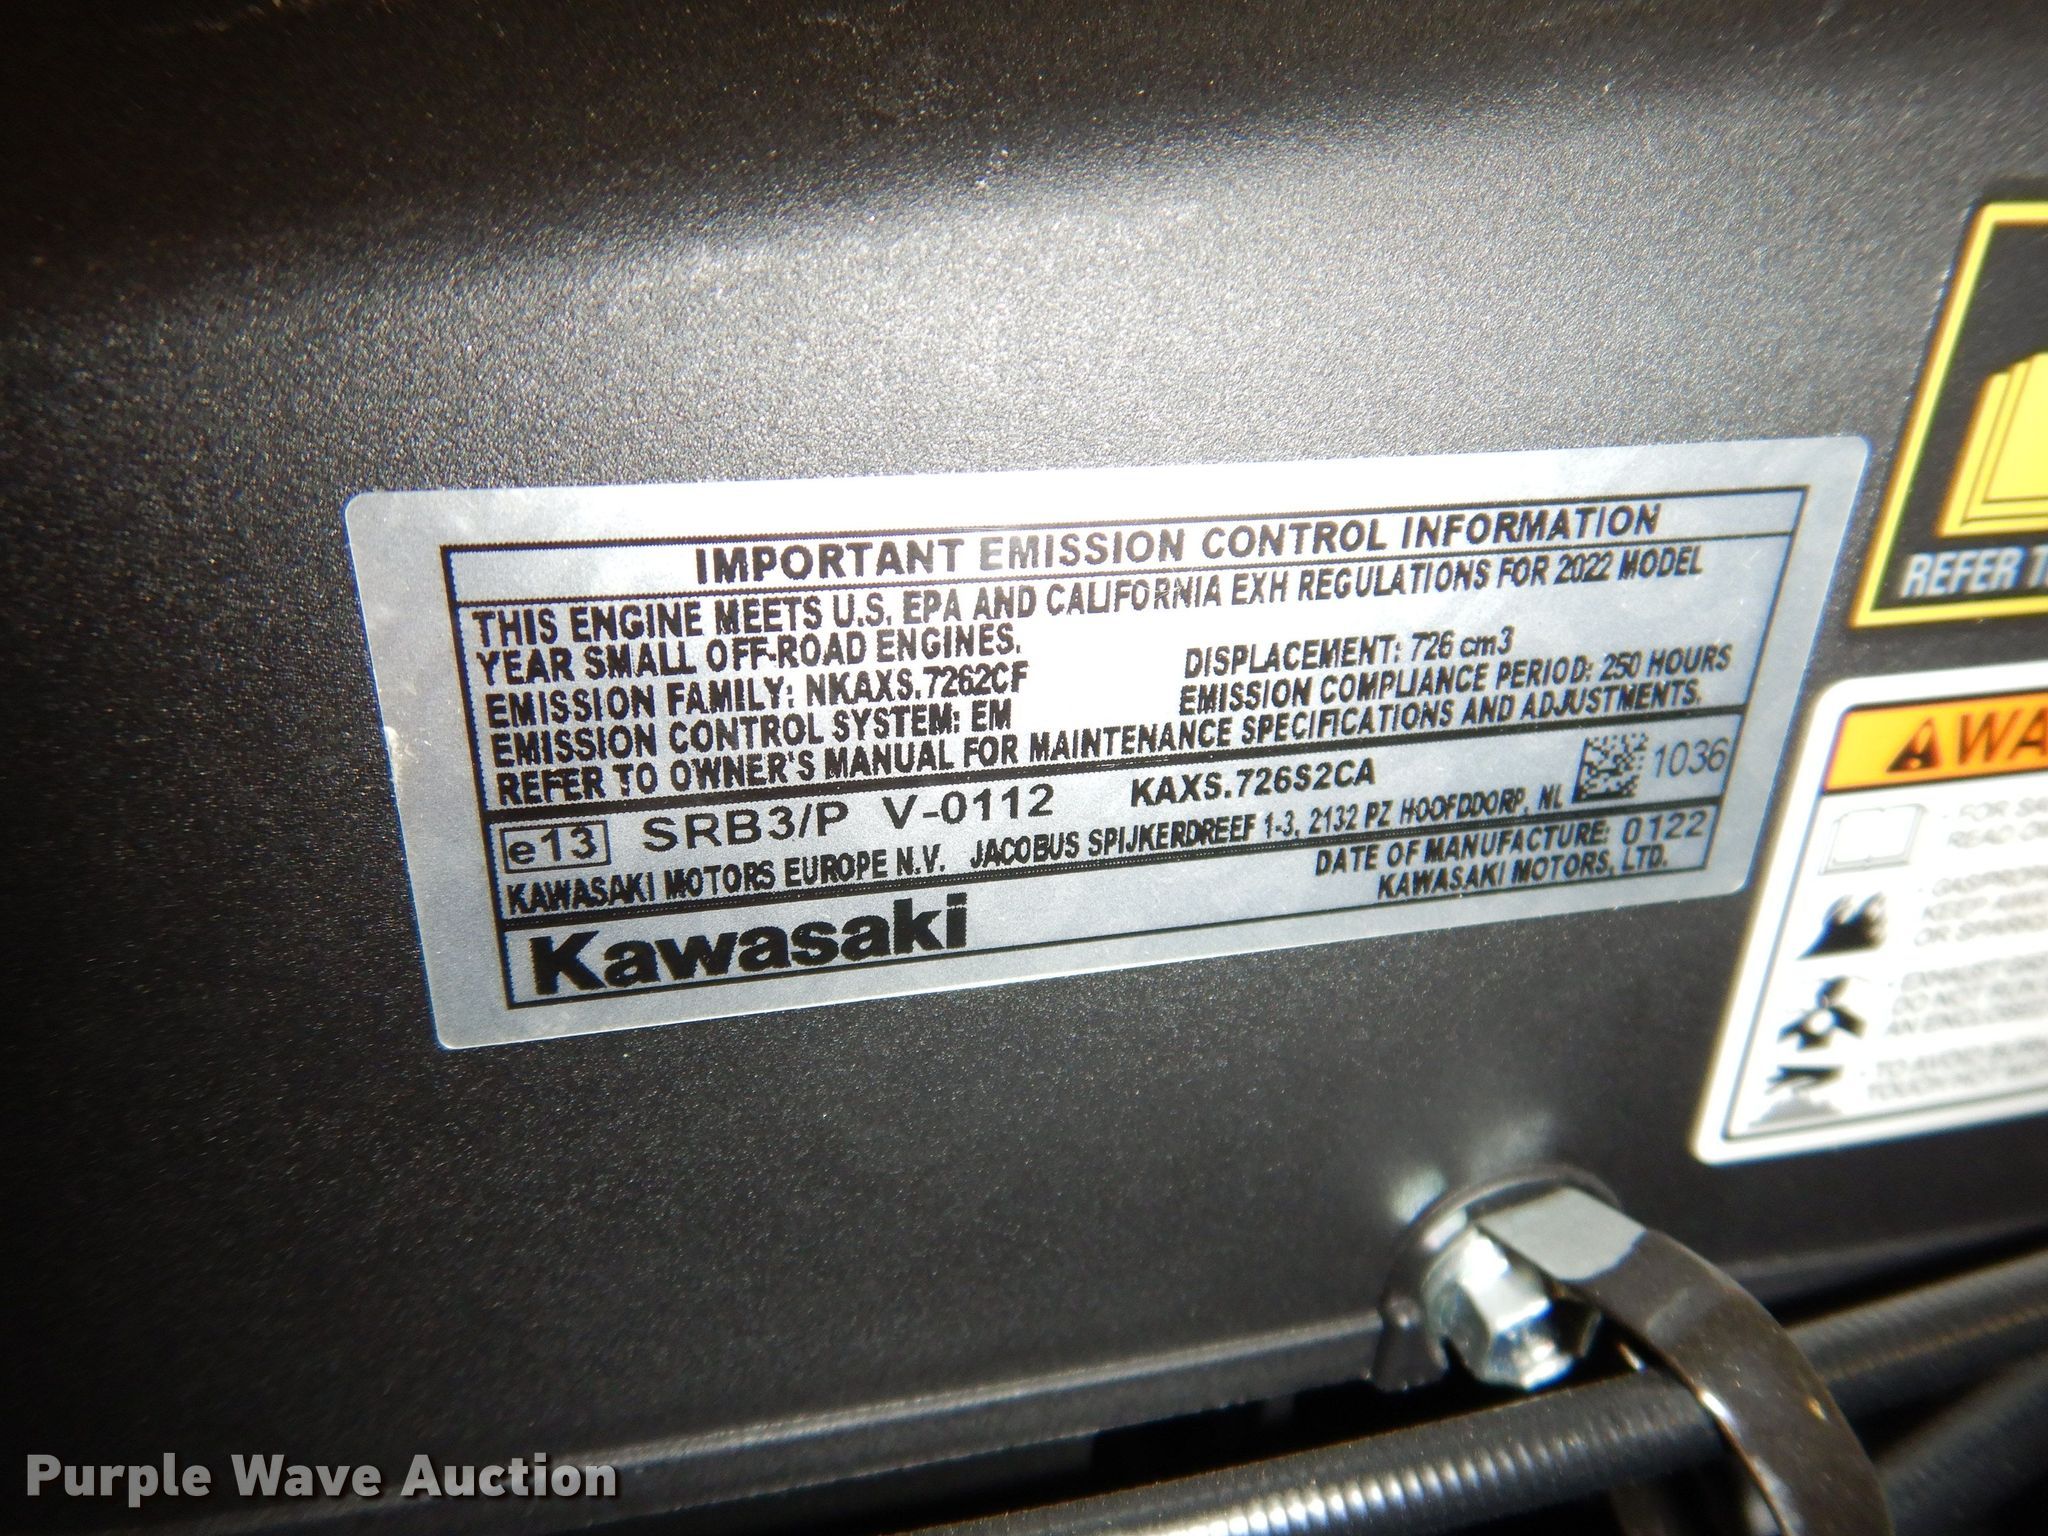 IMPORTANT EMISSION CONTROL INFORMATION
THIS ENGINE MEETS U.S. EPA AND CALIFORNIA EXH REGULATIONS FOR 2022 MODEL
YEAR SMALL OFF-ROAD ENGINES.
EMISSION FAMILY: NKAXS.7262CF DISPLACEMENT: 726 cm3
EMISSION CONTROL SYSTEM: EM EMISSION COMPLIANCE PERIOD: 250 HOURS
REFER TO OWNER'S MANUAL FOR MAINTENANCE SPECIFICATIONS AND ADJUSTMENTS.
e13 SRB3/P V-0112 KAXS.726S2CA 1036
KAWASAKI MOTORS EUROPE N.V. JACOBUS SPIJKERDREEF 1-3, 2132 PZ HOOFDDORP, NL
Kawasaki
DATE OF MANUFACTURE: 0122
KAWASAKI MOTORS, LTD.
REFER
WA
Purple Wave Auction